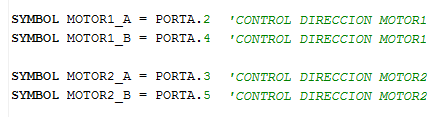 SYMBOL MOTOR1_A = PORTA.2 'CONTROL DIRECCION MOTOR1
SYMBOL MOTOR1_B = PORTA.4 'CONTROL DIRECCION MOTOR1
SYMBOL MOTOR2_A = PORTA.3 'CONTROL DIRECCION MOTOR2
SYMBOL MOTOR2_B = PORTA.5 'CONTROL DIRECCION MOTOR2